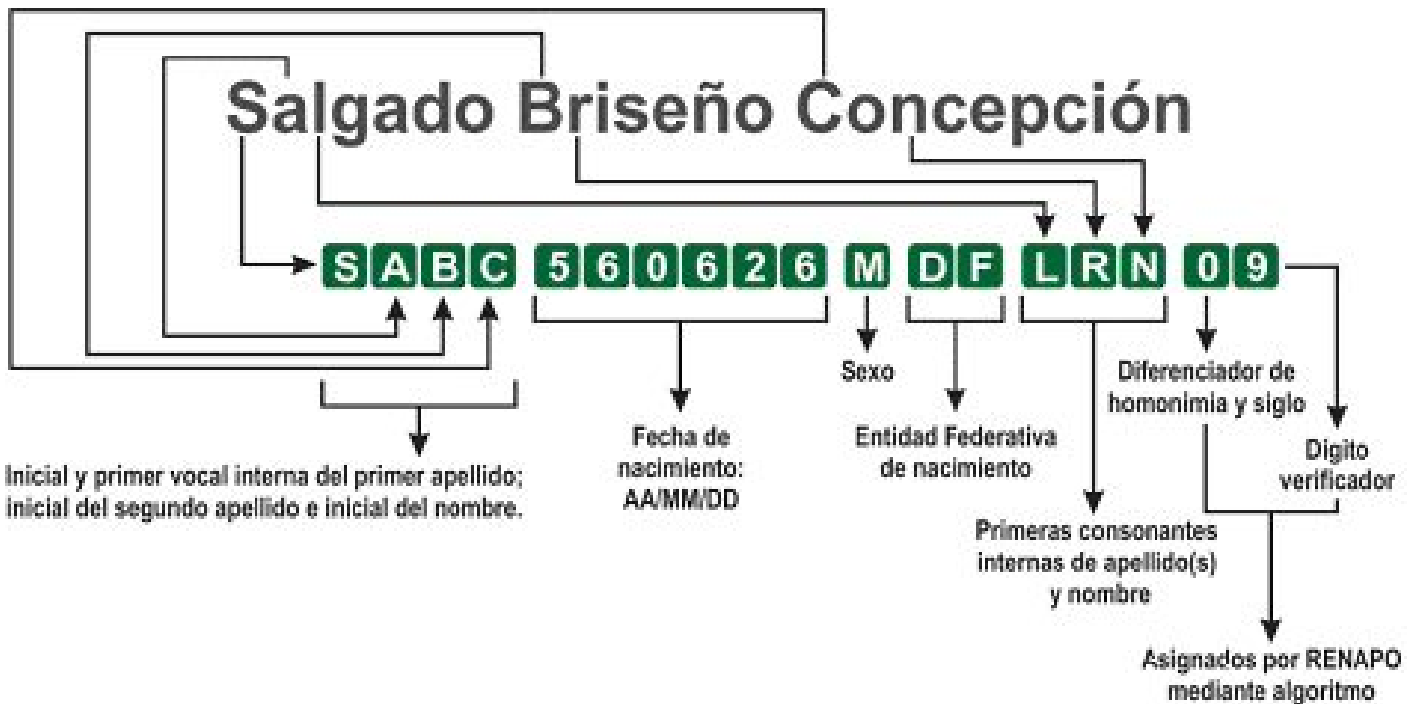 Salgado Briseño Concepción
SABC 560626 M DF LRN 09
Sexo
Diferenciador de
homonimia y siglo
Inicial y primer vocal interna del primer apellido;
inicial del segundo apellido e inicial del nombre.
Fecha de
nacimiento:
AA/MM/DD
Entidad Federativa
de nacimiento
Digito
verificador
Primeras consonantes
internas de apellido(s)
y nombre
Asignados por RENAPO
mediante algoritmo